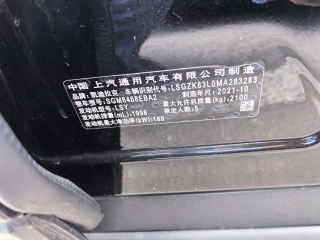 中国 上汽通用汽车有限公司制造
品牌：凯迪拉克 车辆识别代号：LSGZK83L0MA283283
整车型号：SGM6488EBA2 制造年月：2021-10
发动机型号：LSY 最大允许总质量(kg)：2100
发动机排量(mL)：1998 乘坐人数：5
发动机最大净功率(kW)：169